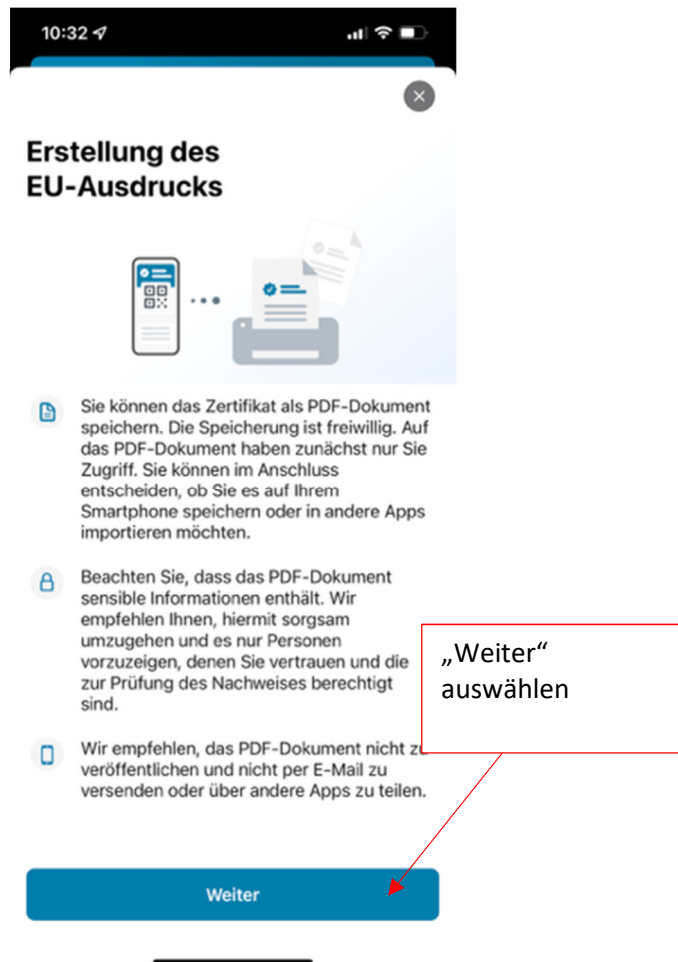 10:32
Erstellung des
EU-Ausdrucks
Sie können das Zertifikat als PDF-Dokument
speichern. Die Speicherung ist freiwillig. Auf
das PDF-Dokument haben zunächst nur Sie
Zugriff. Sie können im Anschluss
entscheiden, ob Sie es auf Ihrem
Smartphone speichern oder in andere Apps
importieren möchten.
Beachten Sie, dass das PDF-Dokument
sensible Informationen enthält. Wir
empfehlen Ihnen, hiermit sorgsam
umzugehen und es nur Personen
vorzuzeigen, denen Sie vertrauen und die
zur Prüfung des Nachweises berechtigt
sind.
„Weiter“
auswählen
Wir empfehlen, das PDF-Dokument nicht zu
veröffentlichen und nicht per E-Mail zu
versenden oder über andere Apps zu teilen.
Weiter